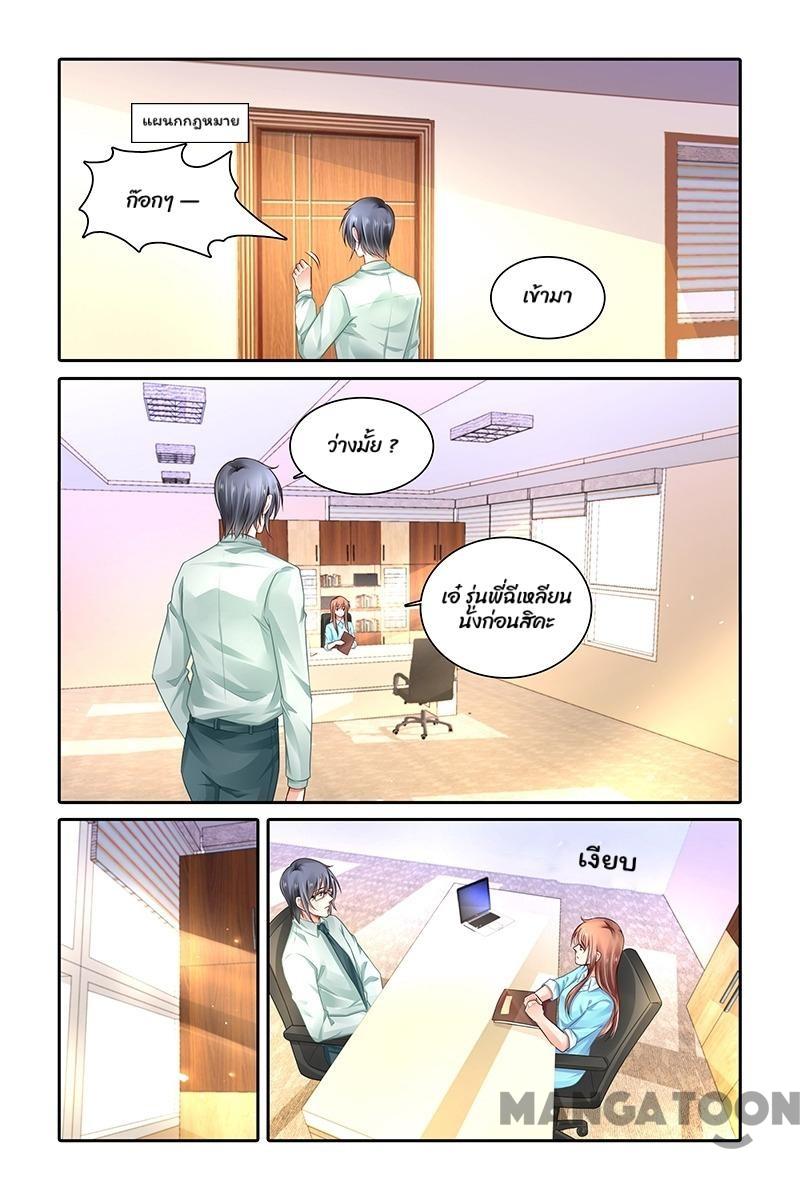 แผนกกฎหมาย
ก๊อกๆ —
เข้ามา
ว่างมั้ย ?
เอ๋ รุ่นพี่ฉีเหลียน
นั่งก่อนสิคะ
เงียบ
MANGATOON